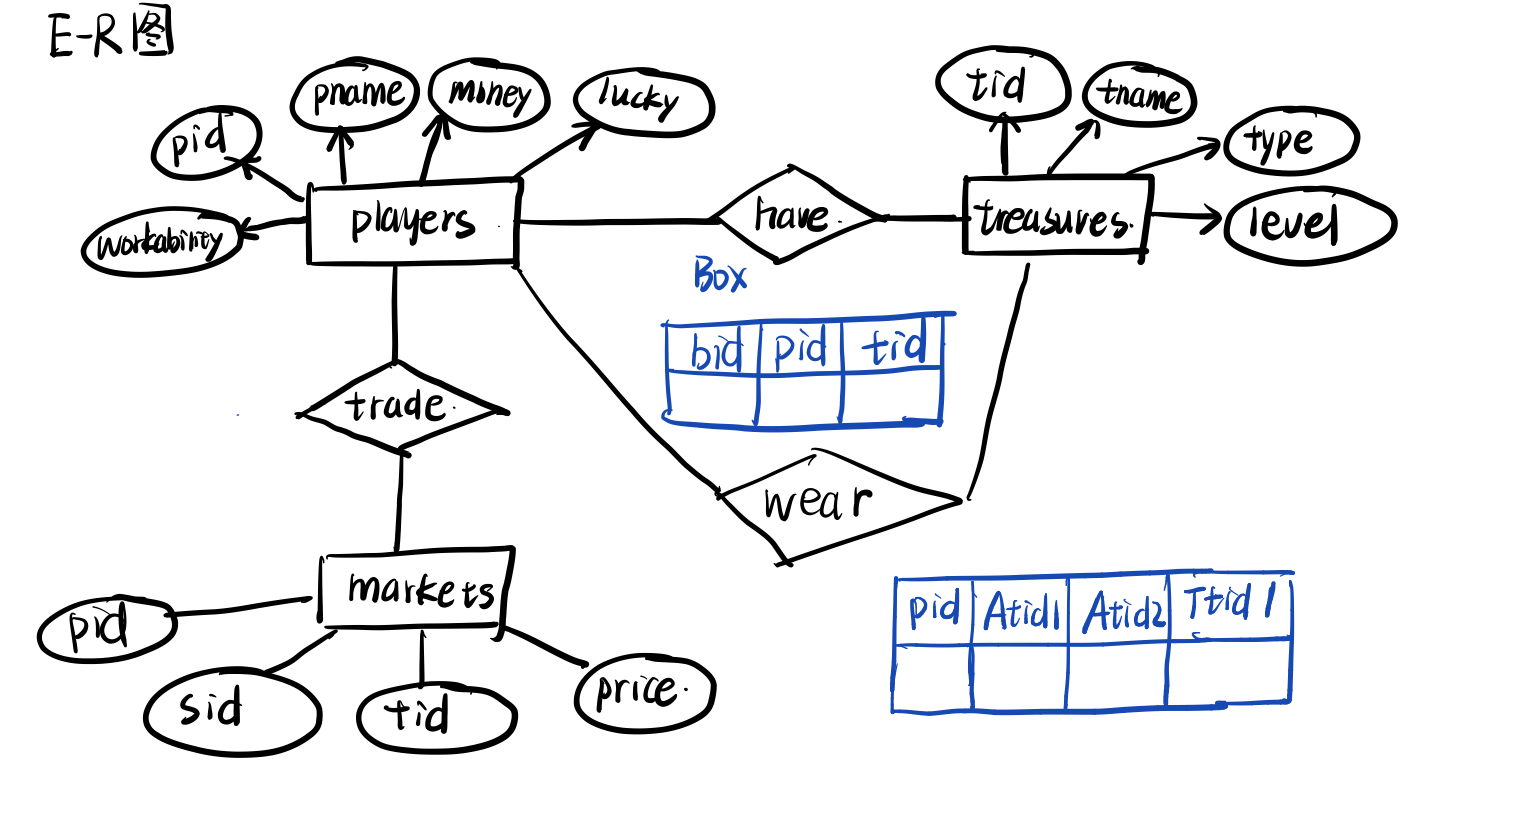 E-R图
pid
pname
money
lucky
workability
players
have
tid
tname
type
level
treasures
Box
bid pid tid
trade
wear
markets
pid
sid
tid
price
pid Atid1 Atid2 Ttid1